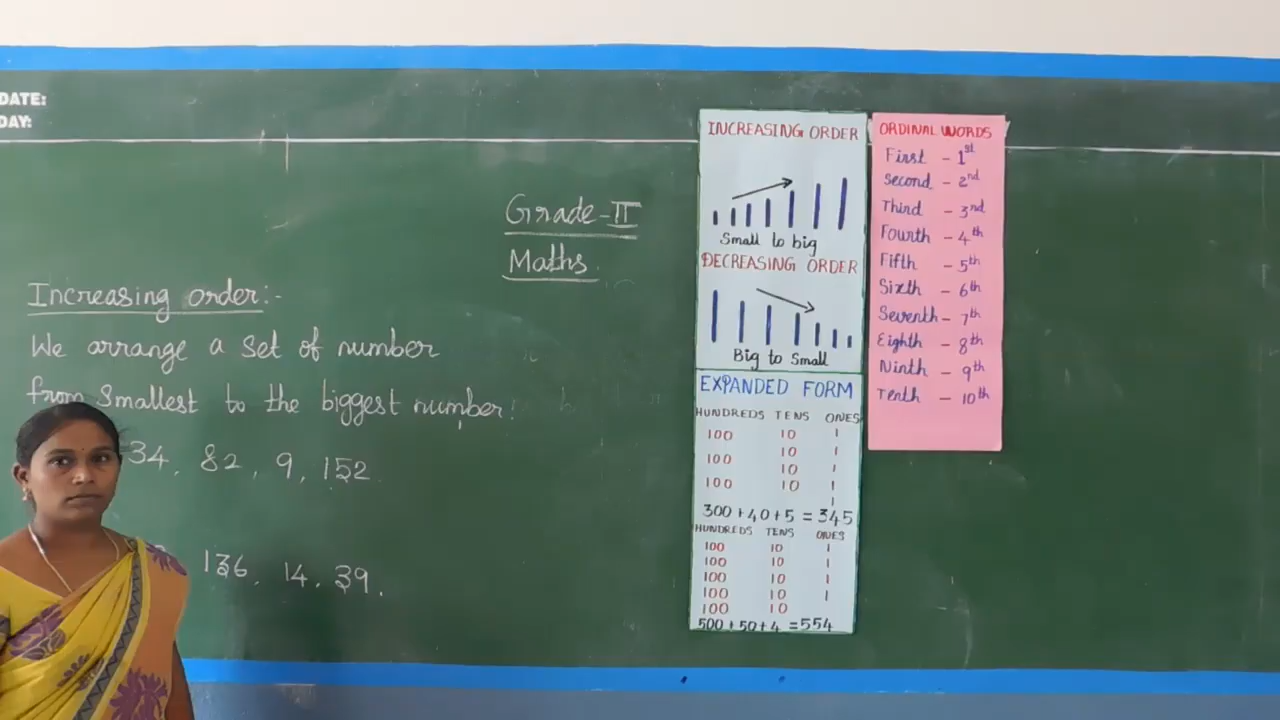 DATE:
DAY:
Grade-II
Maths
Increasing order:-
We arrange a set of number
from Smallest to the biggest number.
34, 82, 9, 152
136, 14, 39.
INCREASING ORDER
Small to big
DECREASING ORDER
Big to Small
EXPANDED FORM
HUNDREDS TENS ONES
100 10 1
10 1
100 10 1
100 10 1
1
300 + 40 + 5 = 345
HUNDREDS TENS ONES
100 10 1
100 10 1
100 10 1
100 10 1
100 10
500 + 50 + 4 = 554
ORDINAL WORDS
First - 1st
Second - 2nd
Third - 3nd
Fourth - 4th
Fifth - 5th
Sixth - 6th
Seventh - 7th
Eighth - 8th
Ninth - 9th
Tenth - 10th